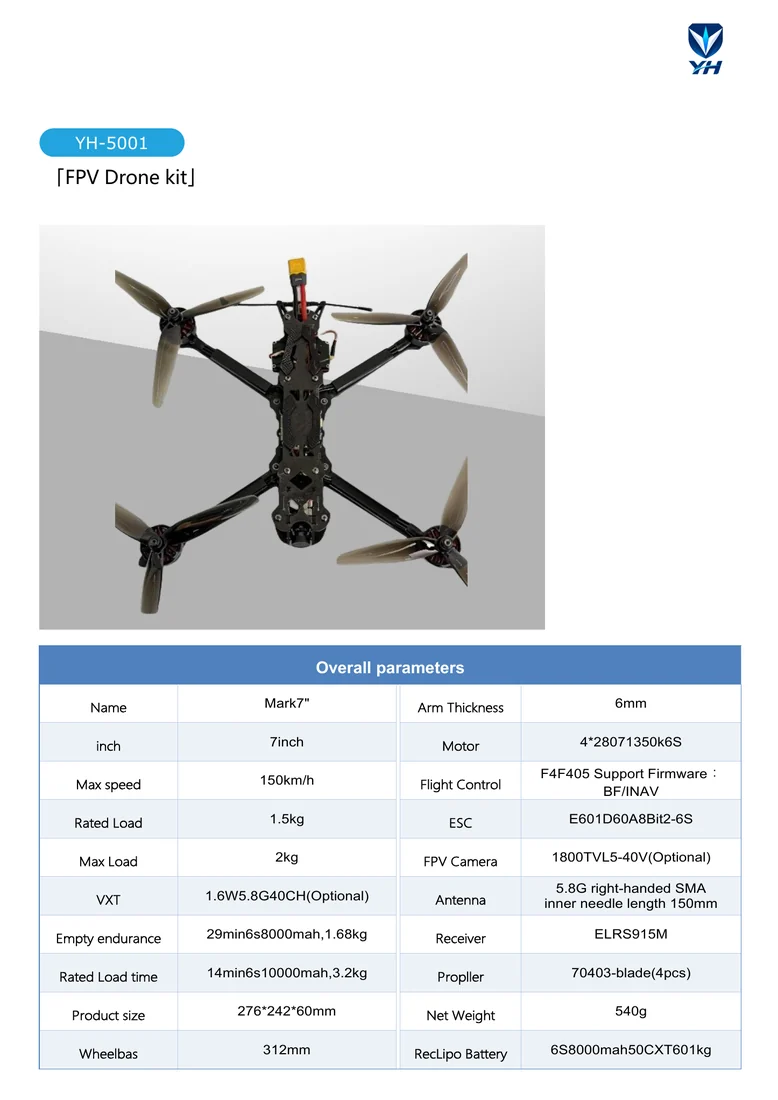 YH
YH-5001
「FPV Drone kit」
Overall parameters
Name Mark7" Arm Thickness 6mm
inch 7inch Motor 4*28071350k6S
Max speed 150km/h Flight Control F4F405 Support Firmware：
BF/INAV
Rated Load 1.5kg ESC E601D60A8Bit2-6S
Max Load 2kg FPV Camera 1800TVL5-40V(Optional)
VXT 1.6W5.8G40CH(Optional) Antenna 5.8G right-handed SMA
inner needle length 150mm
Empty endurance 29min6s8000mah,1.68kg Receiver ELRS915M
Rated Load time 14min6s10000mah,3.2kg Propller 70403-blade(4pcs)
Product size 276*242*60mm Net Weight 540g
Wheelbas 312mm RecLipo Battery 6S8000mah50CXT601kg